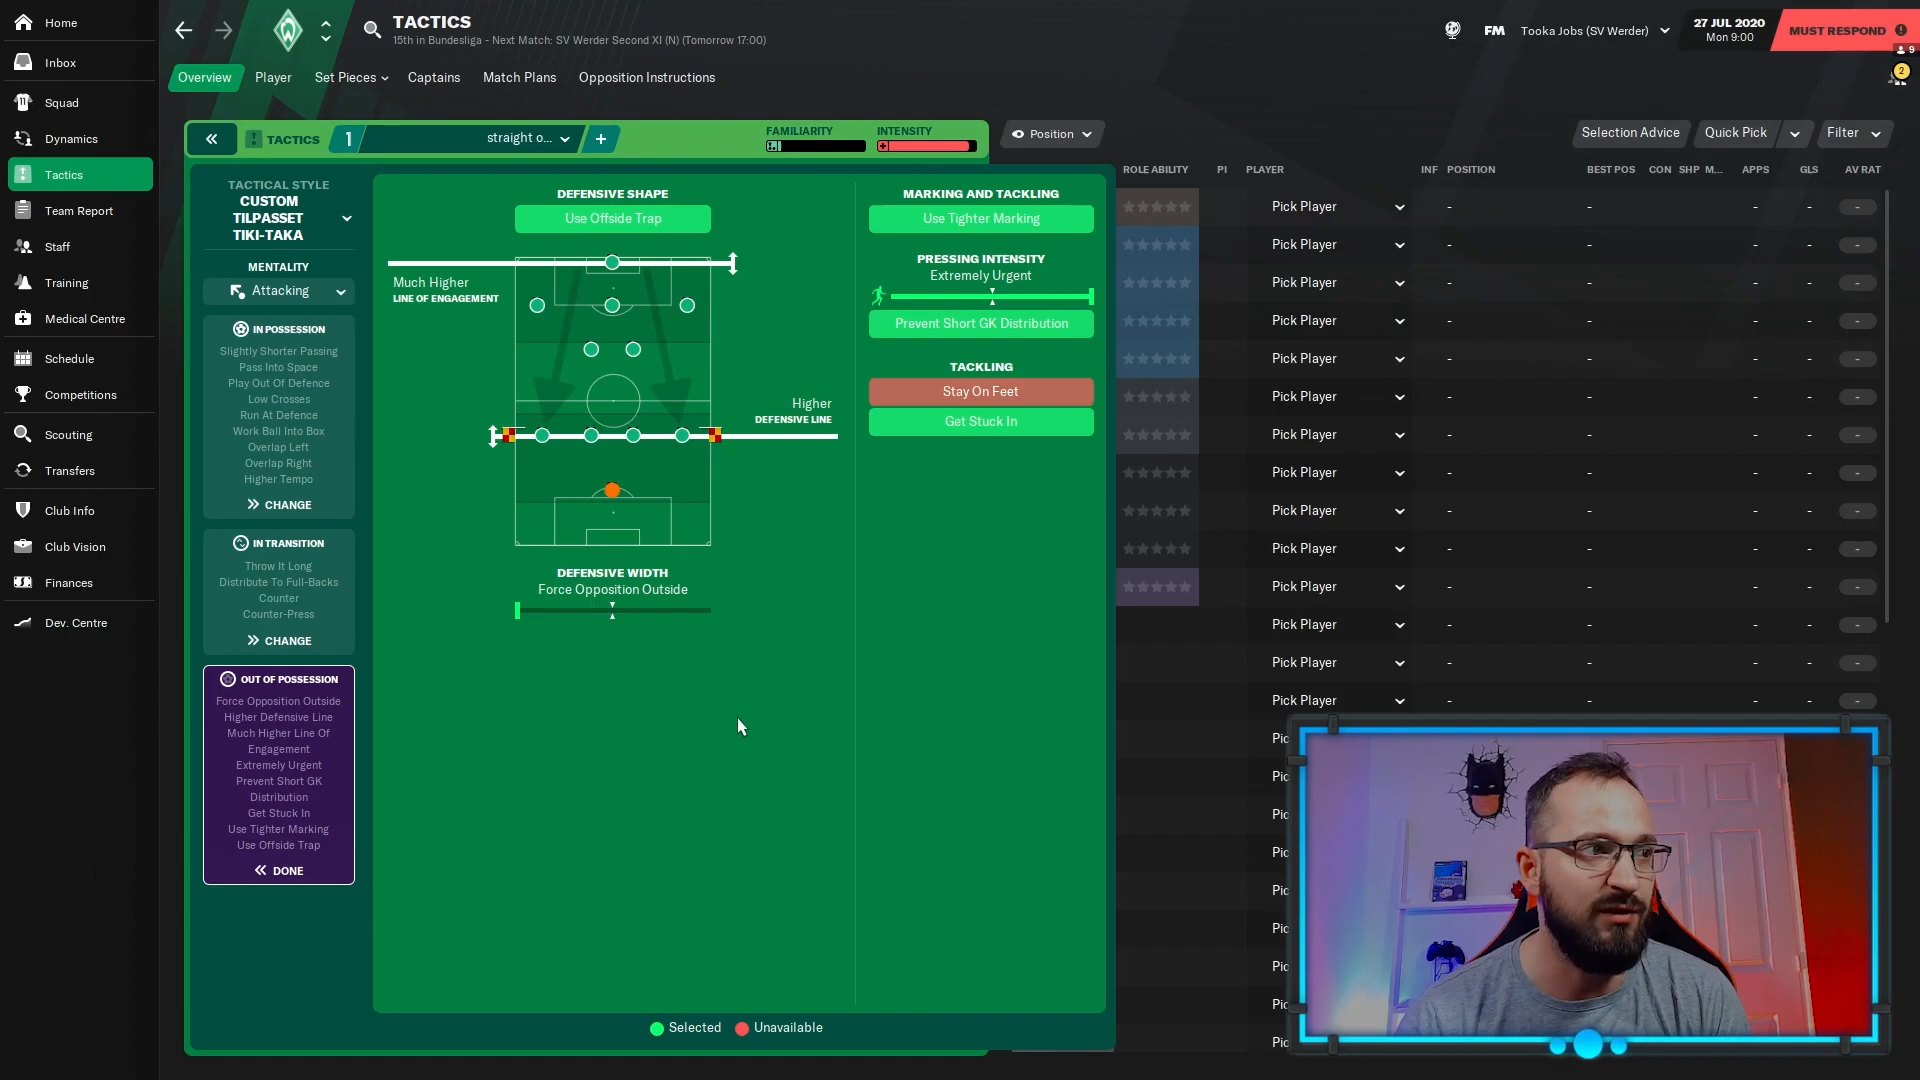 Home
Inbox
Squad
Dynamics
Tactics
Team Report
Staff
Training
Medical Centre
Schedule
Competitions
Scouting
Transfers
Club Info
Club Vision
Finances
Dev. Centre
TACTICS
15th in Bundesliga - Next Match: SV Werder Second XI (N) (Tomorrow 17:00)
FM
Tooka Jobs (SV Werder)
27 JUL 2020
Mon 9:00
MUST RESPOND
9
2
Overview
Player
Set Pieces
Captains
Match Plans
Opposition Instructions
TACTICS
1
straight o...
FAMILIARITY
INTENSITY
Position
Selection Advice
Quick Pick
Filter
TACTICAL STYLE
CUSTOM
TILPASSET
TIKI-TAKA
MENTALITY
Attacking
IN POSSESSION
Slightly Shorter Passing
Pass Into Space
Play Out Of Defence
Low Crosses
Run At Defence
Work Ball Into Box
Overlap Left
Overlap Right
Higher Tempo
CHANGE
IN TRANSITION
Throw It Long
Distribute To Full-Backs
Counter
Counter-Press
CHANGE
OUT OF POSSESSION
Force Opposition Outside
Higher Defensive Line
Much Higher Line Of
Engagement
Extremely Urgent
Prevent Short GK
Distribution
Get Stuck In
Use Tighter Marking
Use Offside Trap
DONE
DEFENSIVE SHAPE
Use Offside Trap
Much Higher
LINE OF ENGAGEMENT
Higher
DEFENSIVE LINE
DEFENSIVE WIDTH
Force Opposition Outside
MARKING AND TACKLING
Use Tighter Marking
PRESSING INTENSITY
Extremely Urgent
Prevent Short GK Distribution
TACKLING
Stay On Feet
Get Stuck In
Selected
Unavailable
ROLE ABILITY PI PLAYER INF POSITION BEST POS CON SHP M... APPS GLS AV RAT
Pick Player - - - - -
Pick Player - - - - -
Pick Player - - - - -
Pick Player - - - - -
Pick Player - - - - -
Pick Player - - - - -
Pick Player - - - - -
Pick Player - - - - -
Pick Player - - - - -
Pick Player - - - - -
Pick Player - - - - -
Pick Player - - - - -
Pick Player - - - - -
Pick Player - - - - -
Pic
Pic
Pic
Pic
Pic
Pic
Pic
Pic
Pic